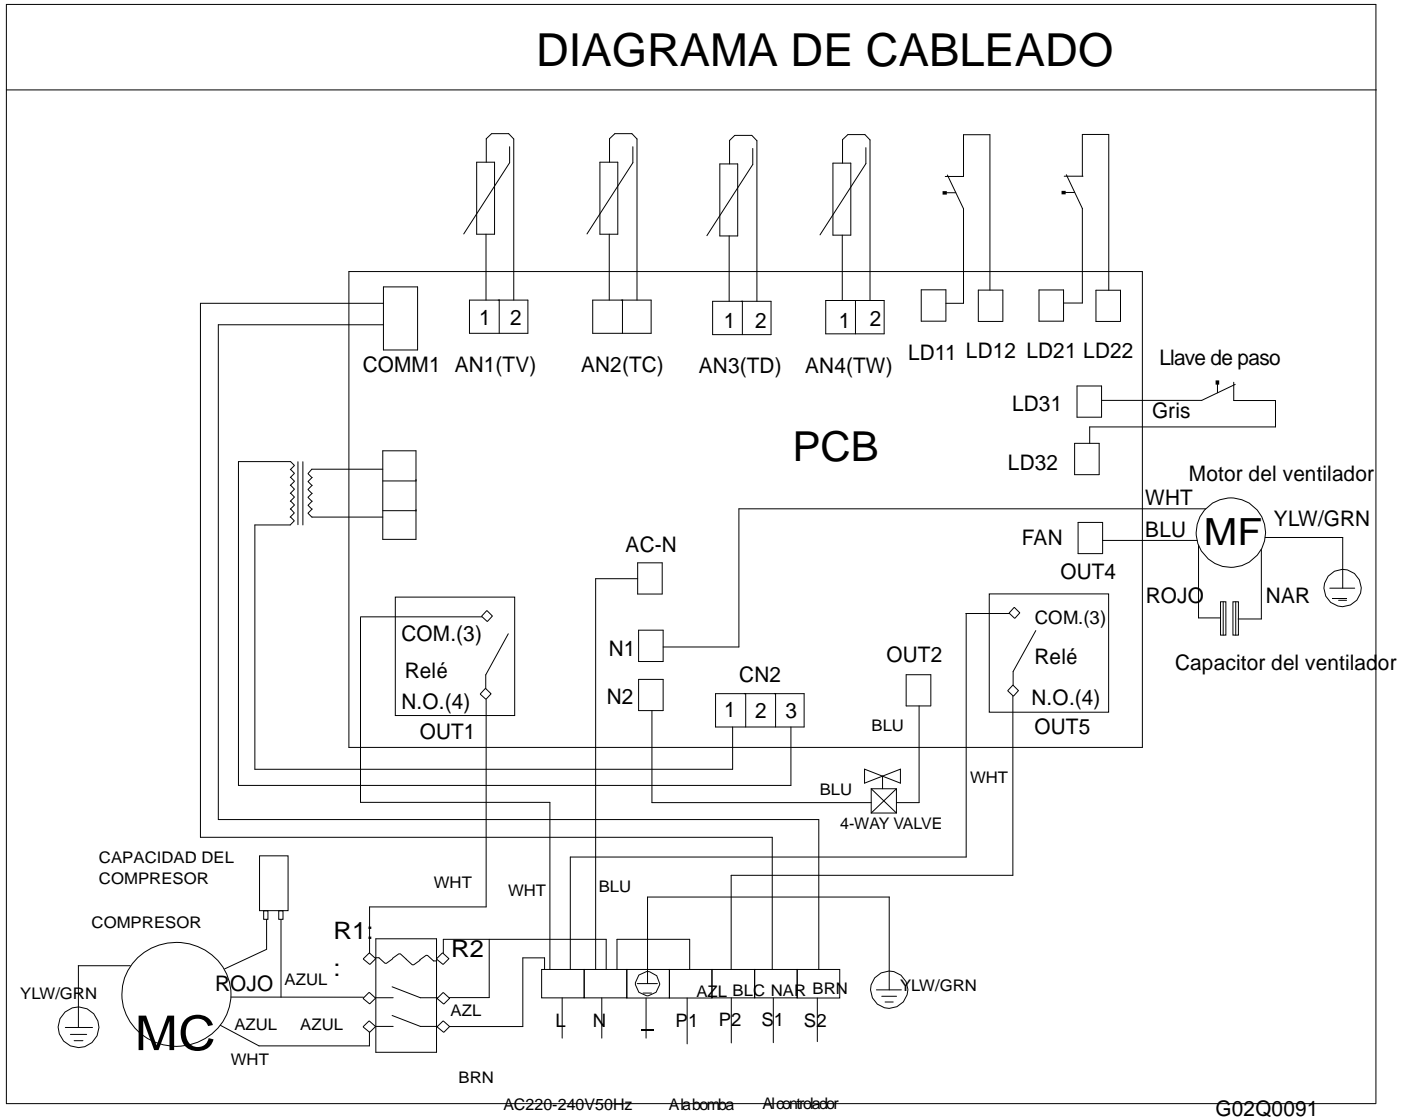 DIAGRAMA DE CABLEADO
1 2
1 2
1 2
COMM1
AN1(TV)
AN2(TC)
AN3(TD)
AN4(TW)
LD11
LD12
LD21
LD22
Llave de paso
LD31
Gris
PCB
LD32
Motor del ventilador
WHT
MF
YLW/GRN
FAN
BLU
AC-N
OUT4
ROJO
NAR
COM.(3)
Relé
N.O.(4)
OUT1
N1
N2
CN2
1 2 3
OUT2
COM.(3)
Relé
N.O.(4)
OUT5
Capacitor del ventilador
BLU
BLU
WHT
4-WAY VALVE
CAPACIDAD DEL
COMPRESOR
WHT
WHT
BLU
COMPRESOR
R1:
R2
:
YLW/GRN
ROJO
AZUL
AZL
AZL BLC NAR BRN
YLW/GRN
MC
AZUL
AZUL
L N P1 P2 S1 S2
WHT
BRN
AC220-240V50Hz
A la bomba
Al controlador
G02Q0091